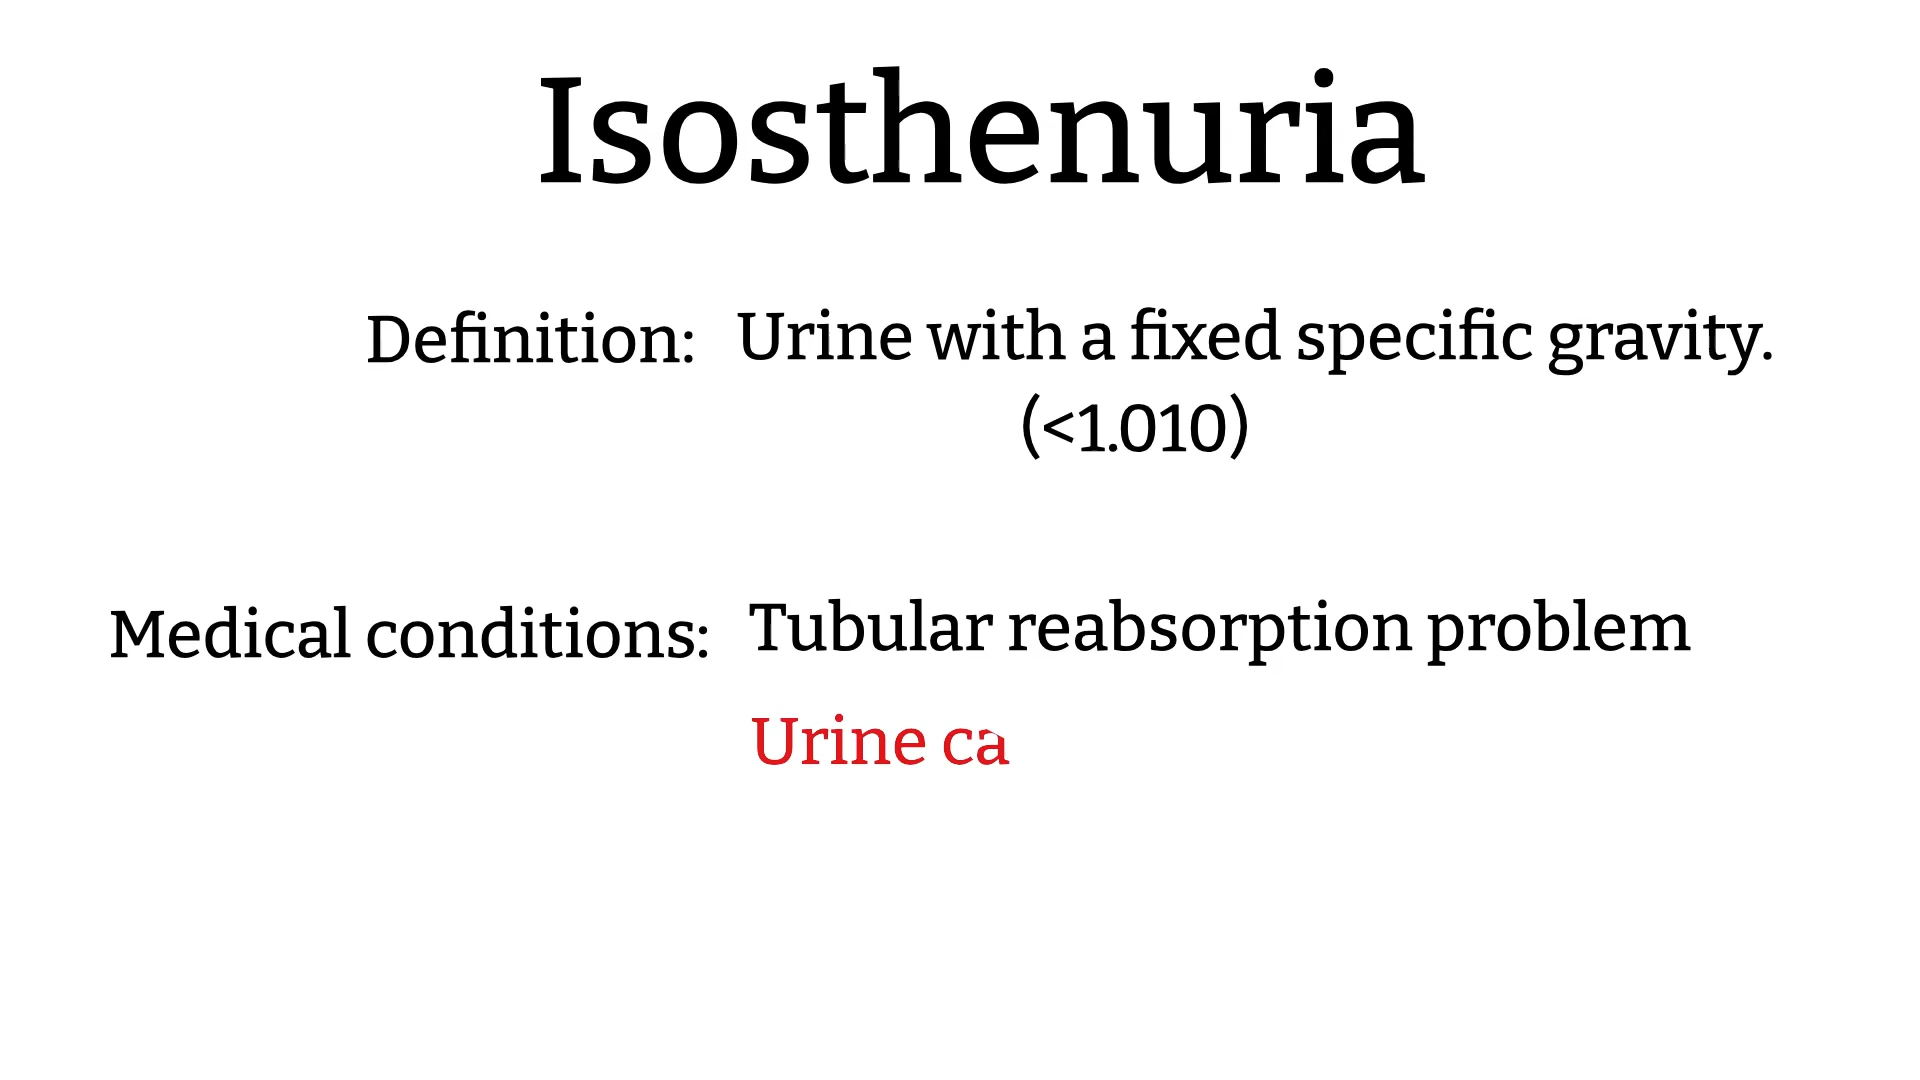 Isosthenuria
Definition: Urine with a fixed specific gravity.
(<1.010)
Medical conditions: Tubular reabsorption problem
Urine ca